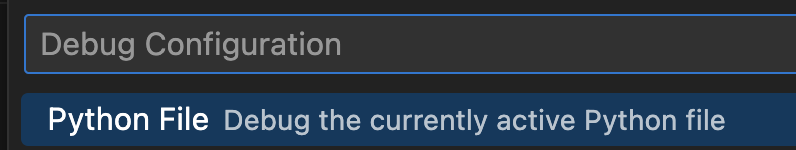 Debug Configuration
Python File Debug the currently active Python file